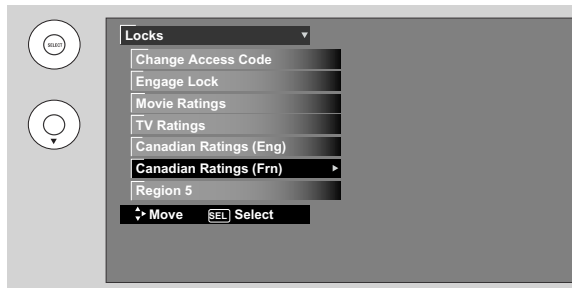 SELECT
Locks
Change Access Code
Engage Lock
Movie Ratings
TV Ratings
Canadian Ratings (Eng)
Canadian Ratings (Frn)
Region 5
Move SEL Select